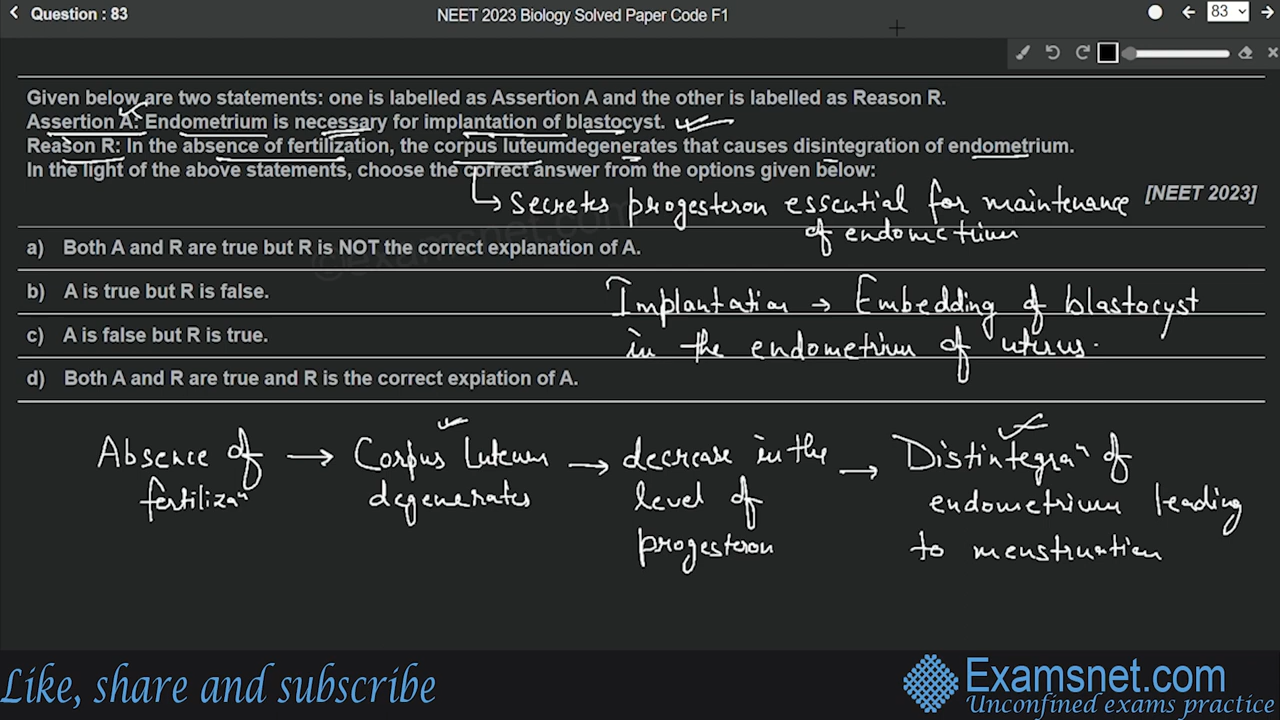 Question : 83
NEET 2023 Biology Solved Paper Code F1
83
Given below are two statements: one is labelled as Assertion A and the other is labelled as Reason R.
Assertion A: Endometrium is necessary for implantation of blastocyst.
Reason R: In the absence of fertilization, the corpus luteumdegenerates that causes disintegration of endometrium.
In the light of the above statements, choose the correct answer from the options given below:
[NEET 2023]
Secretes progesteron essential for maintenance
of endometrium
a) Both A and R are true but R is NOT the correct explanation of A.
©examsnet.com
b) A is true but R is false.
Implantation → Embedding of blastocyst
c) A is false but R is true.
in the endometrium of uterus.
d) Both A and R are true and R is the correct expiation of A.
Absence of → Corpus Luteum → decrease in the → Distintegraⁿ of
fertilizaⁿ degenerates level of endometrium leading
progesteron to menstruation
Like, share and subscribe
Examsnet.com
Unconfined exams practice